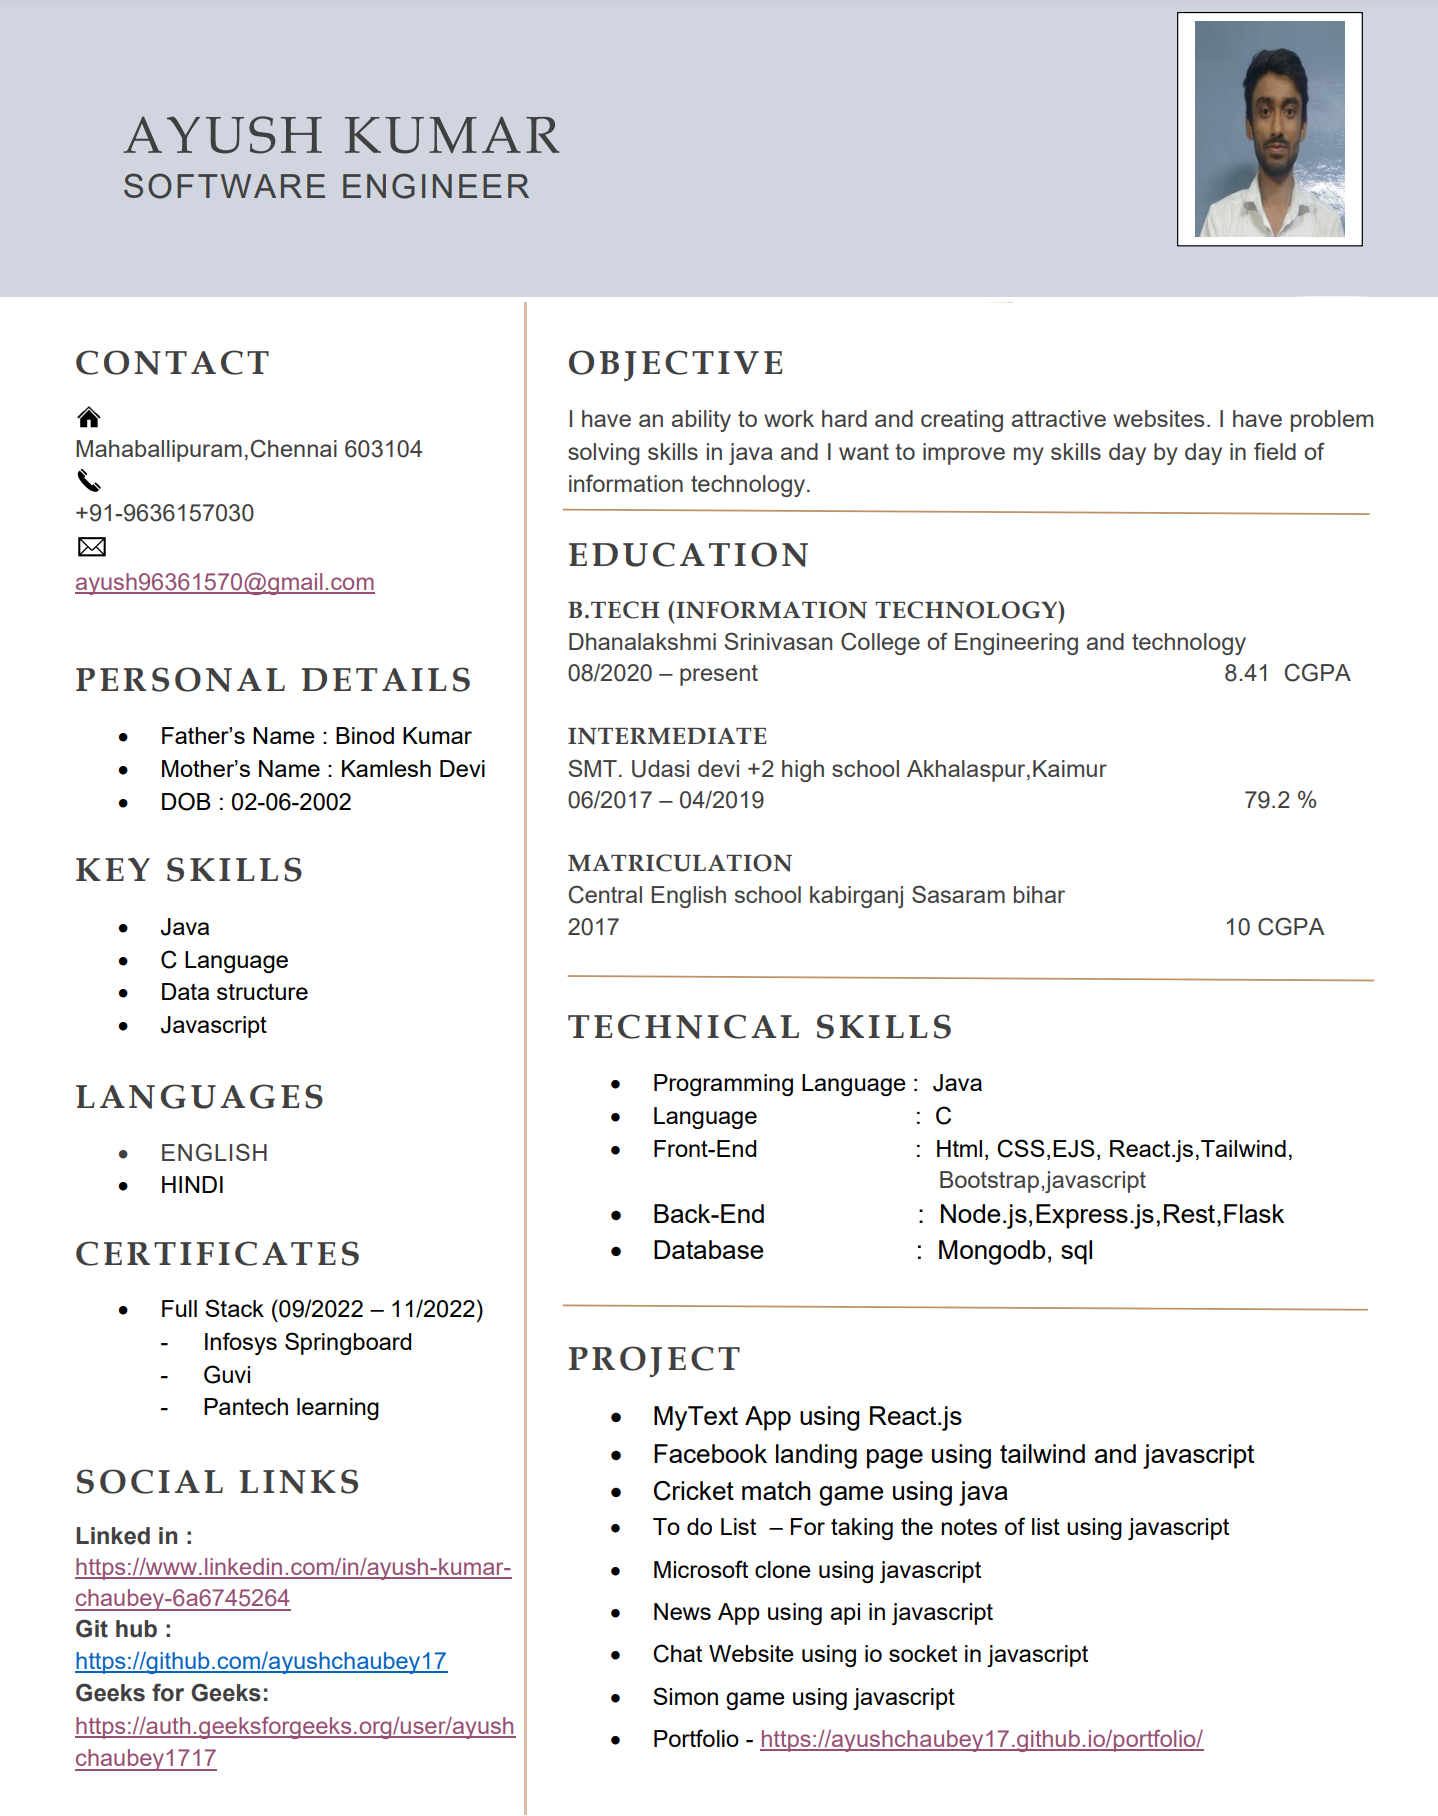 AYUSH KUMAR
SOFTWARE ENGINEER
CONTACT
Mahaballipuram,Chennai 603104
+91-9636157030
ayush96361570@gmail.com
PERSONAL DETAILS
• Father’s Name : Binod Kumar
• Mother’s Name : Kamlesh Devi
• DOB : 02-06-2002
KEY SKILLS
• Java
• C Language
• Data structure
• Javascript
LANGUAGES
• ENGLISH
• HINDI
CERTIFICATES
• Full Stack (09/2022 – 11/2022)
- Infosys Springboard
- Guvi
- Pantech learning
SOCIAL LINKS
Linked in :
https://www.linkedin.com/in/ayush-kumar-
chaubey-6a6745264
Git hub :
https://github.com/ayushchaubey17
Geeks for Geeks:
https://auth.geeksforgeeks.org/user/ayush
chaubey1717
OBJECTIVE
I have an ability to work hard and creating attractive websites. I have problem
solving skills in java and I want to improve my skills day by day in field of
information technology.
EDUCATION
B.TECH (INFORMATION TECHNOLOGY)
Dhanalakshmi Srinivasan College of Engineering and technology
08/2020 – present 8.41 CGPA
INTERMEDIATE
SMT. Udasi devi +2 high school Akhalaspur,Kaimur
06/2017 – 04/2019 79.2 %
MATRICULATION
Central English school kabirganj Sasaram bihar
2017 10 CGPA
TECHNICAL SKILLS
• Programming Language : Java
• Language : C
• Front-End : Html, CSS,EJS, React.js,Tailwind,
Bootstrap,javascript
• Back-End : Node.js,Express.js,Rest,Flask
• Database : Mongodb, sql
PROJECT
• MyText App using React.js
• Facebook landing page using tailwind and javascript
• Cricket match game using java
• To do List – For taking the notes of list using javascript
• Microsoft clone using javascript
• News App using api in javascript
• Chat Website using io socket in javascript
• Simon game using javascript
• Portfolio - https://ayushchaubey17.github.io/portfolio/